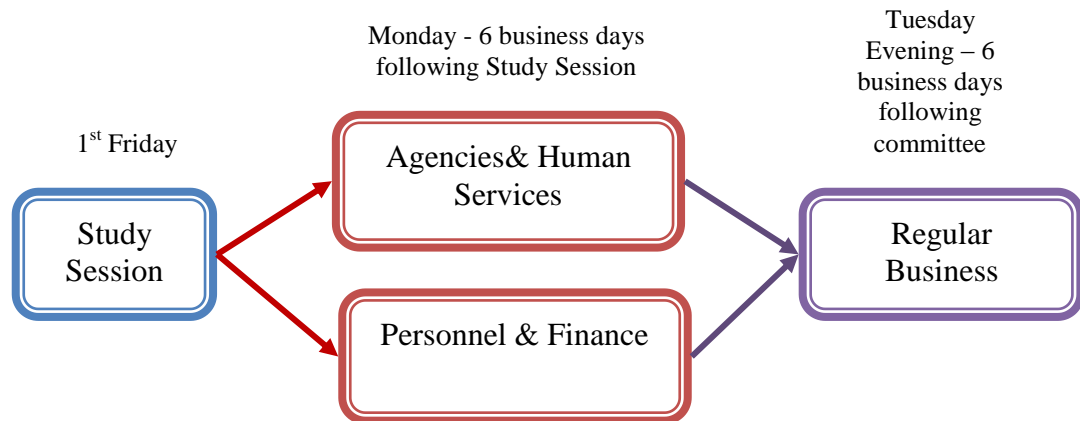 1st Friday
Study
Session
Monday - 6 business days
following Study Session
Agencies& Human
Services
Personnel & Finance
Tuesday
Evening – 6
business days
following
committee
Regular
Business